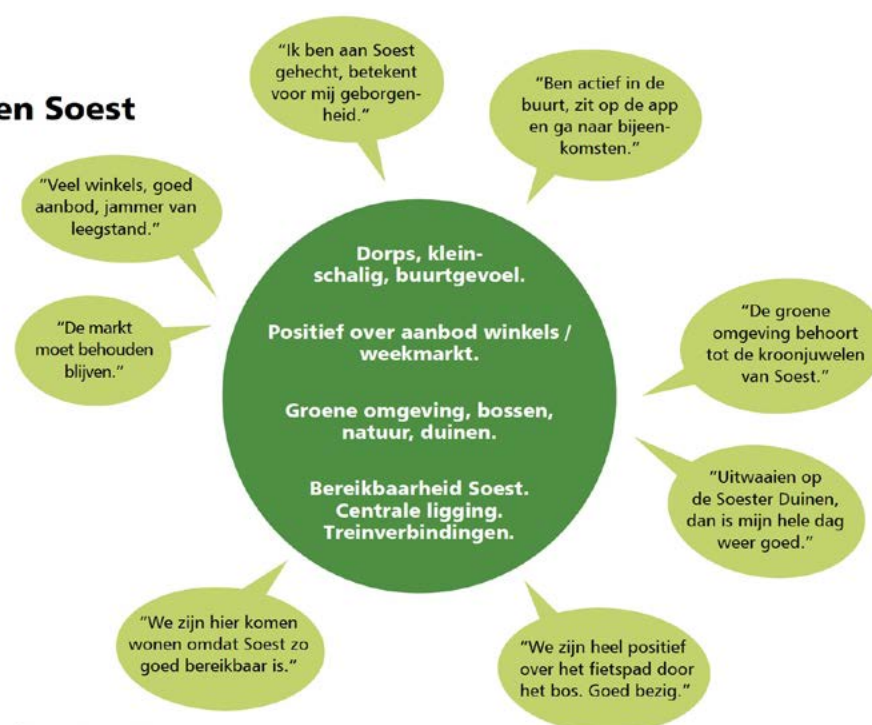 en Soest
"Ik ben aan Soest
gehecht, betekent
voor mij geborgen-
heid."
"Ben actief in de
buurt, zit op de app
en ga naar bijeen-
komsten."
"Veel winkels, goed
aanbod, jammer van
leegstand."
"De markt
moet behouden
blijven."
Dorps, klein-
schalig, buurtgevoel.
Positief over aanbod winkels /
weekmarkt.
Groene omgeving, bossen,
natuur, duinen.
Bereikbaarheid Soest.
Centrale ligging.
Treinverbindingen.
"De groene
omgeving behoort
tot de kroonjuwelen
van Soest."
"Uitwaaien op
de Soester Duinen,
dan is mijn hele dag
weer goed."
"We zijn hier komen
wonen omdat Soest zo
goed bereikbaar is."
"We zijn heel positief
over het fietspad door
het bos. Goed bezig."